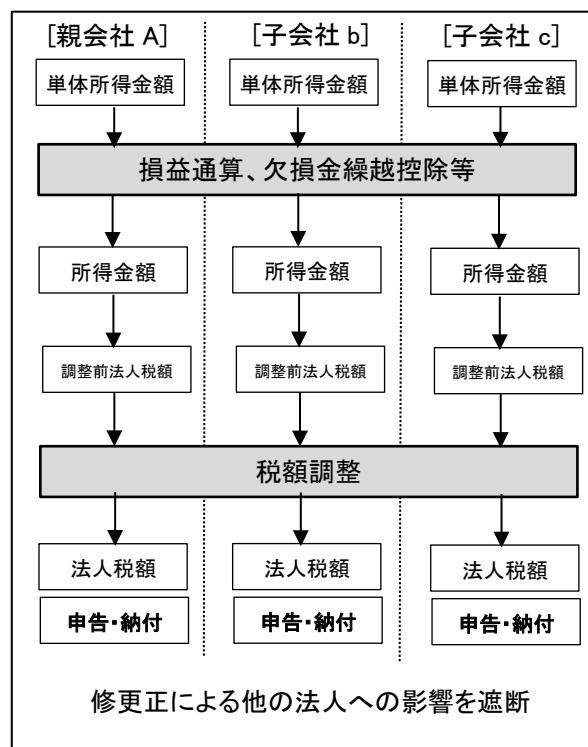 [親会社 A] [子会社 b] [子会社 c]
単体所得金額 単体所得金額 単体所得金額
損益通算、欠損金繰越控除等
所得金額 所得金額 所得金額
調整前法人税額 調整前法人税額 調整前法人税額
税額調整
法人税額 法人税額 法人税額
申告・納付 申告・納付 申告・納付
修更正による他の法人への影響を遮断